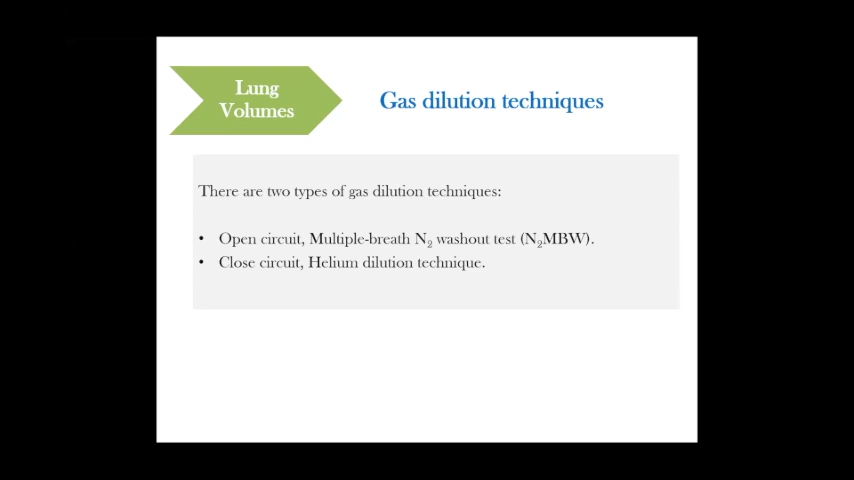 Lung
Volumes
Gas dilution techniques
There are two types of gas dilution techniques:
• Open circuit, Multiple-breath N₂ washout test (N₂MBW).
• Close circuit, Helium dilution technique.